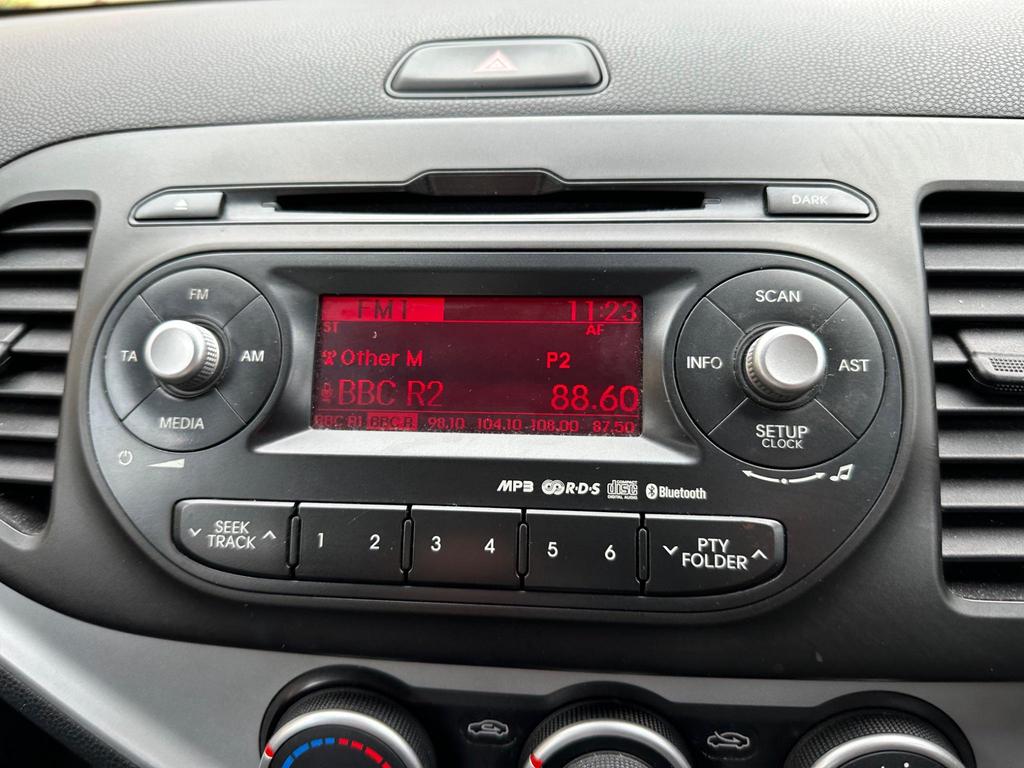 DARK
FM
TA
AM
MEDIA
FM1 11:23
ST AF
Other M P2
BBC R2 88.60
BBC R1 BBC R 98.10 104.10 108.00 87.50
SCAN
INFO
AST
SETUP
CLOCK
MP3 R·D·S COMPACT disc DIGITAL AUDIO Bluetooth
SEEK
TRACK
1 2 3 4 5 6
PTY
FOLDER